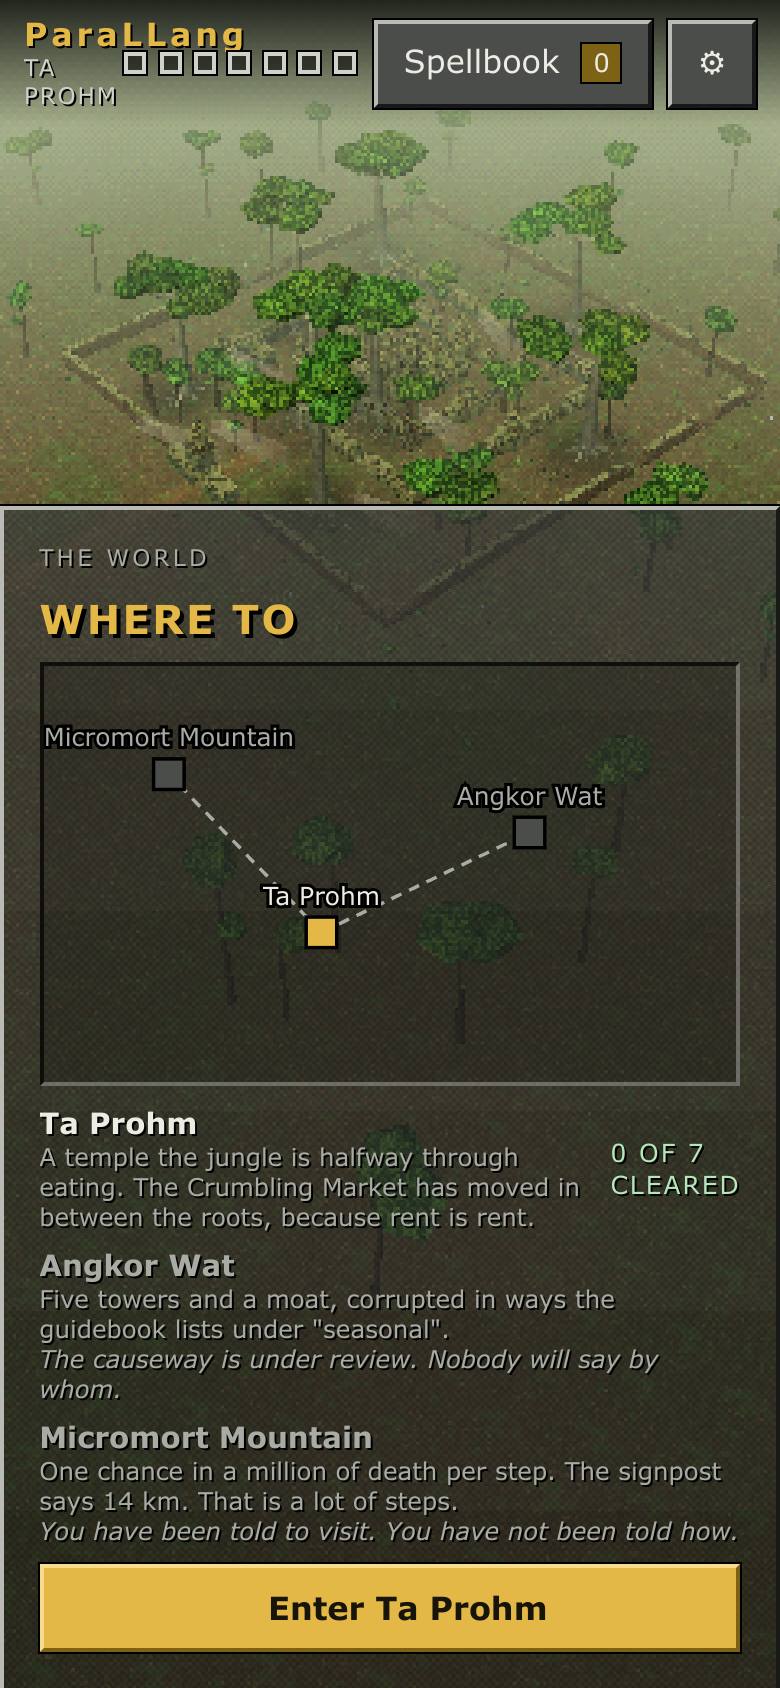 ParaLLang
TA
PROHM
Spellbook 0
⚙
THE WORLD
WHERE TO
Micromort Mountain
Angkor Wat
Ta Prohm
Ta Prohm
A temple the jungle is halfway through
eating. The Crumbling Market has moved in
between the roots, because rent is rent.
0 OF 7
CLEARED
Angkor Wat
Five towers and a moat, corrupted in ways the
guidebook lists under "seasonal".
The causeway is under review. Nobody will say by
whom.
Micromort Mountain
One chance in a million of death per step. The signpost
says 14 km. That is a lot of steps.
You have been told to visit. You have not been told how.
Enter Ta Prohm